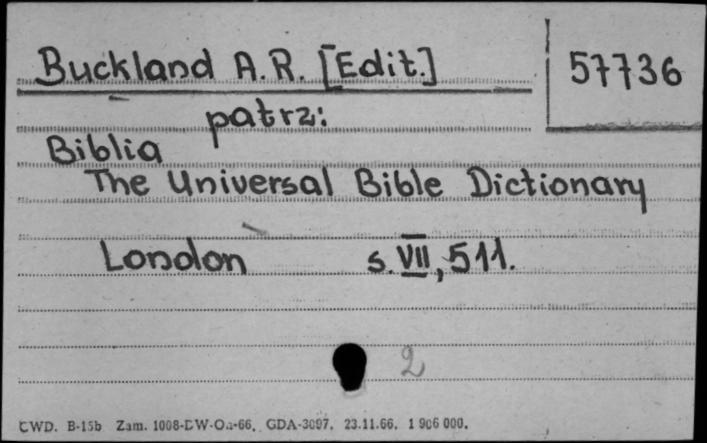 Buckland A.R. [Edit.] 57736
patrz:
Biblia
The Universal Bible Dictionary
London s. VII, 511.
2
CWD. B-15b Zam. 1008-DW-Oa-66. GDA-3097. 23.11.66. 1 906 000.